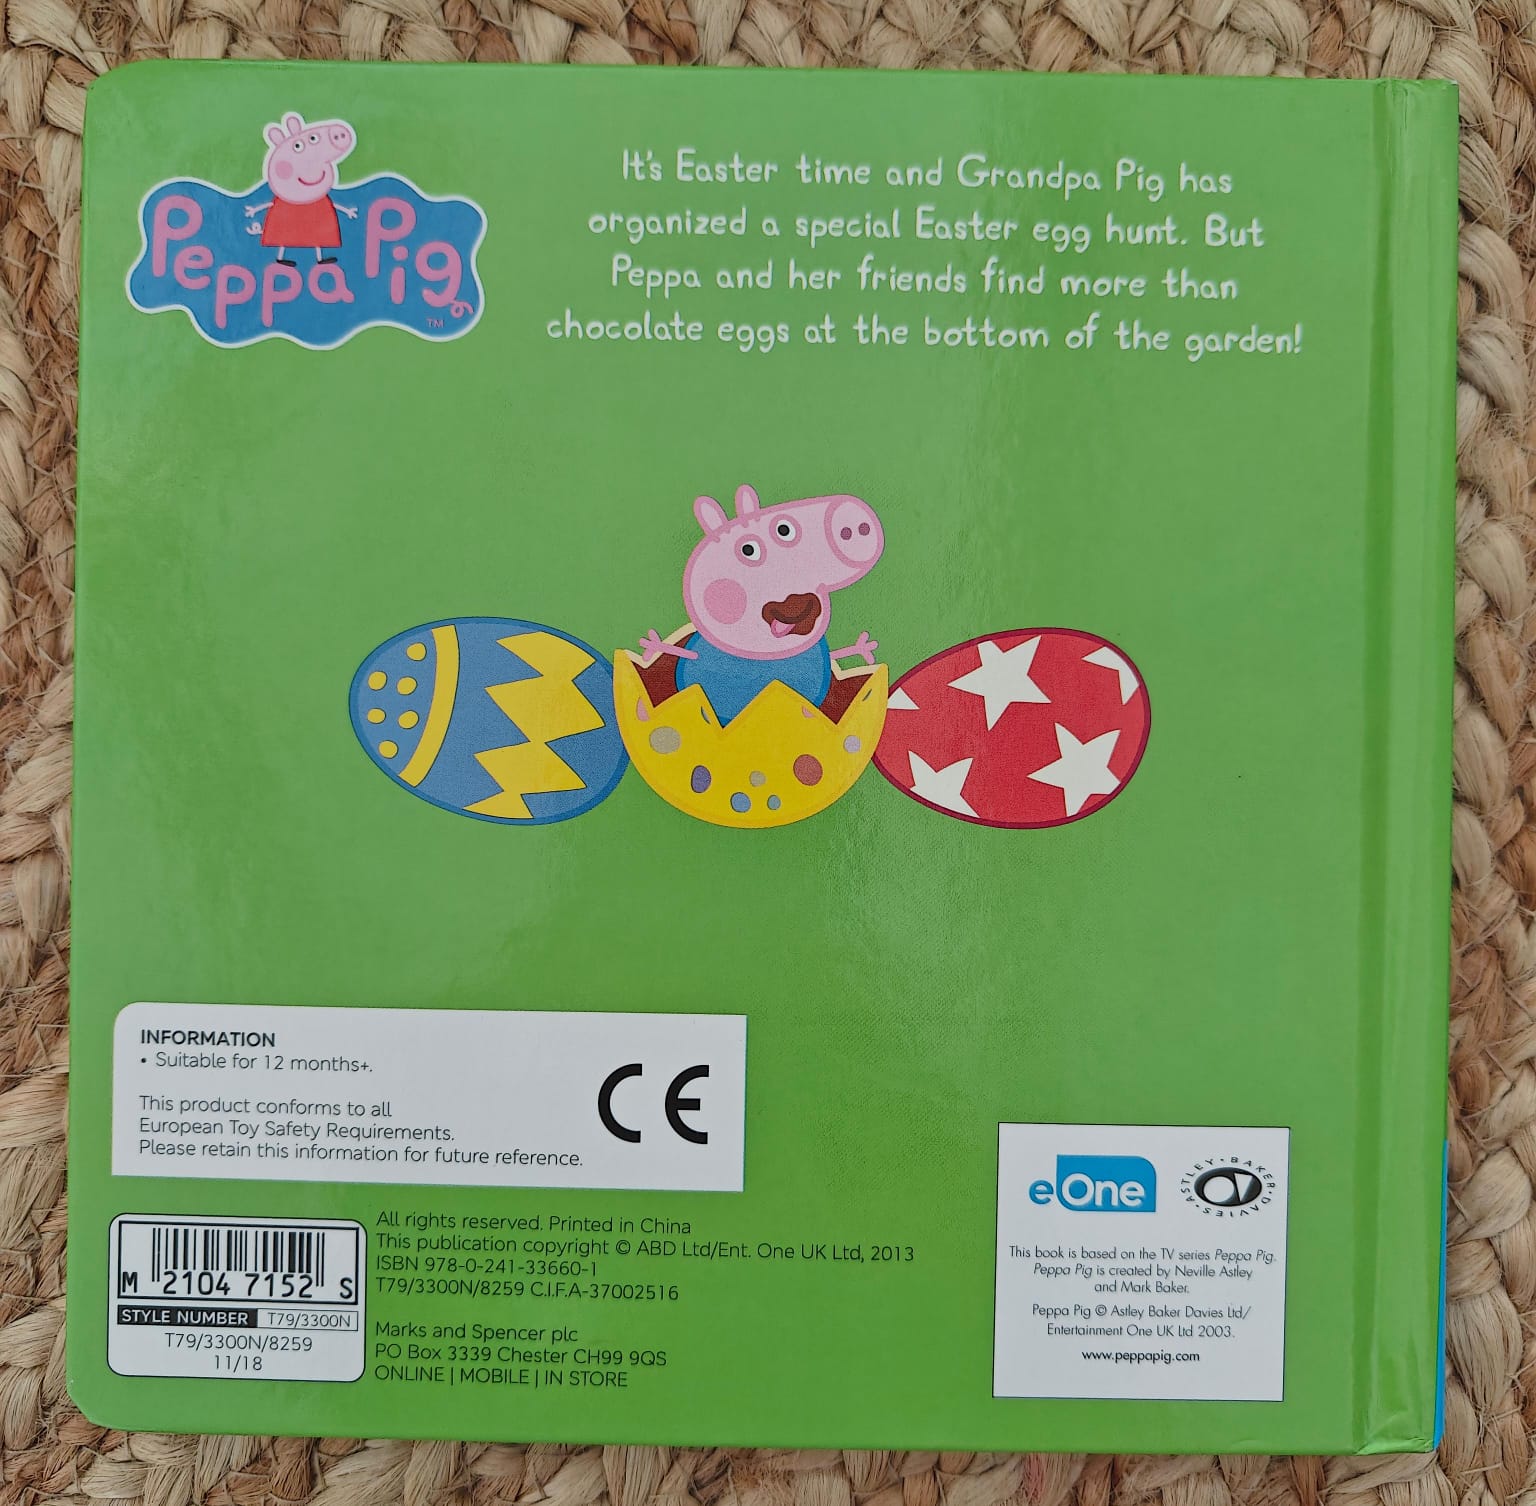 Peppa Pig
TM
It's Easter time and Grandpa Pig has
organized a special Easter egg hunt. But
Peppa and her friends find more than
chocolate eggs at the bottom of the garden!
INFORMATION
• Suitable for 12 months+.
This product conforms to all
European Toy Safety Requirements.
Please retain this information for future reference.
CE
M 2104 7152 S
STYLE NUMBER T79/3300N
T79/3300N/8259
11/18
All rights reserved. Printed in China
This publication copyright © ABD Ltd/Ent. One UK Ltd, 2013
ISBN 978-0-241-33660-1
T79/3300N/8259 C.I.F.A-37002516
Marks and Spencer plc
PO Box 3339 Chester CH99 9QS
ONLINE | MOBILE | IN STORE
eOne
ASTLEY · BAKER · DAVIES ·
This book is based on the TV series Peppa Pig.
Peppa Pig is created by Neville Astley
and Mark Baker.
Peppa Pig © Astley Baker Davies Ltd/
Entertainment One UK Ltd 2003.
www.peppapig.com